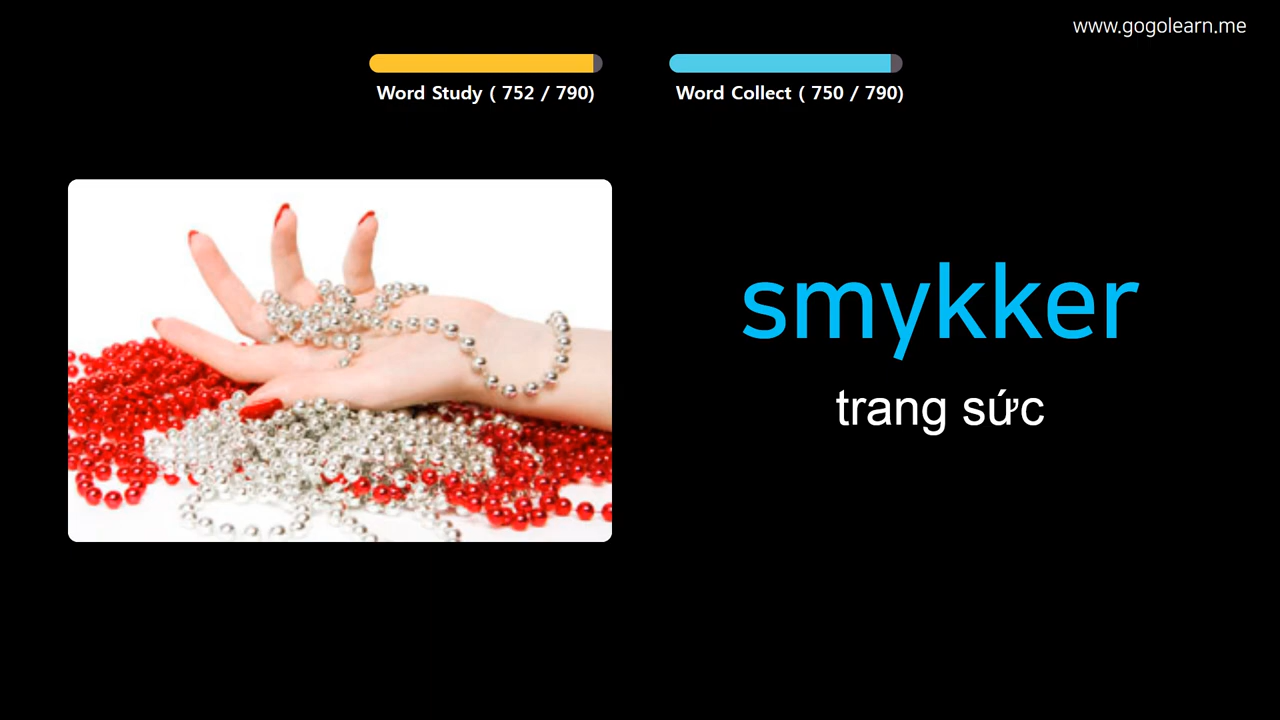 www.gogolearn.me
Word Study ( 752 / 790)
Word Collect ( 750 / 790)
smykker
trang sức